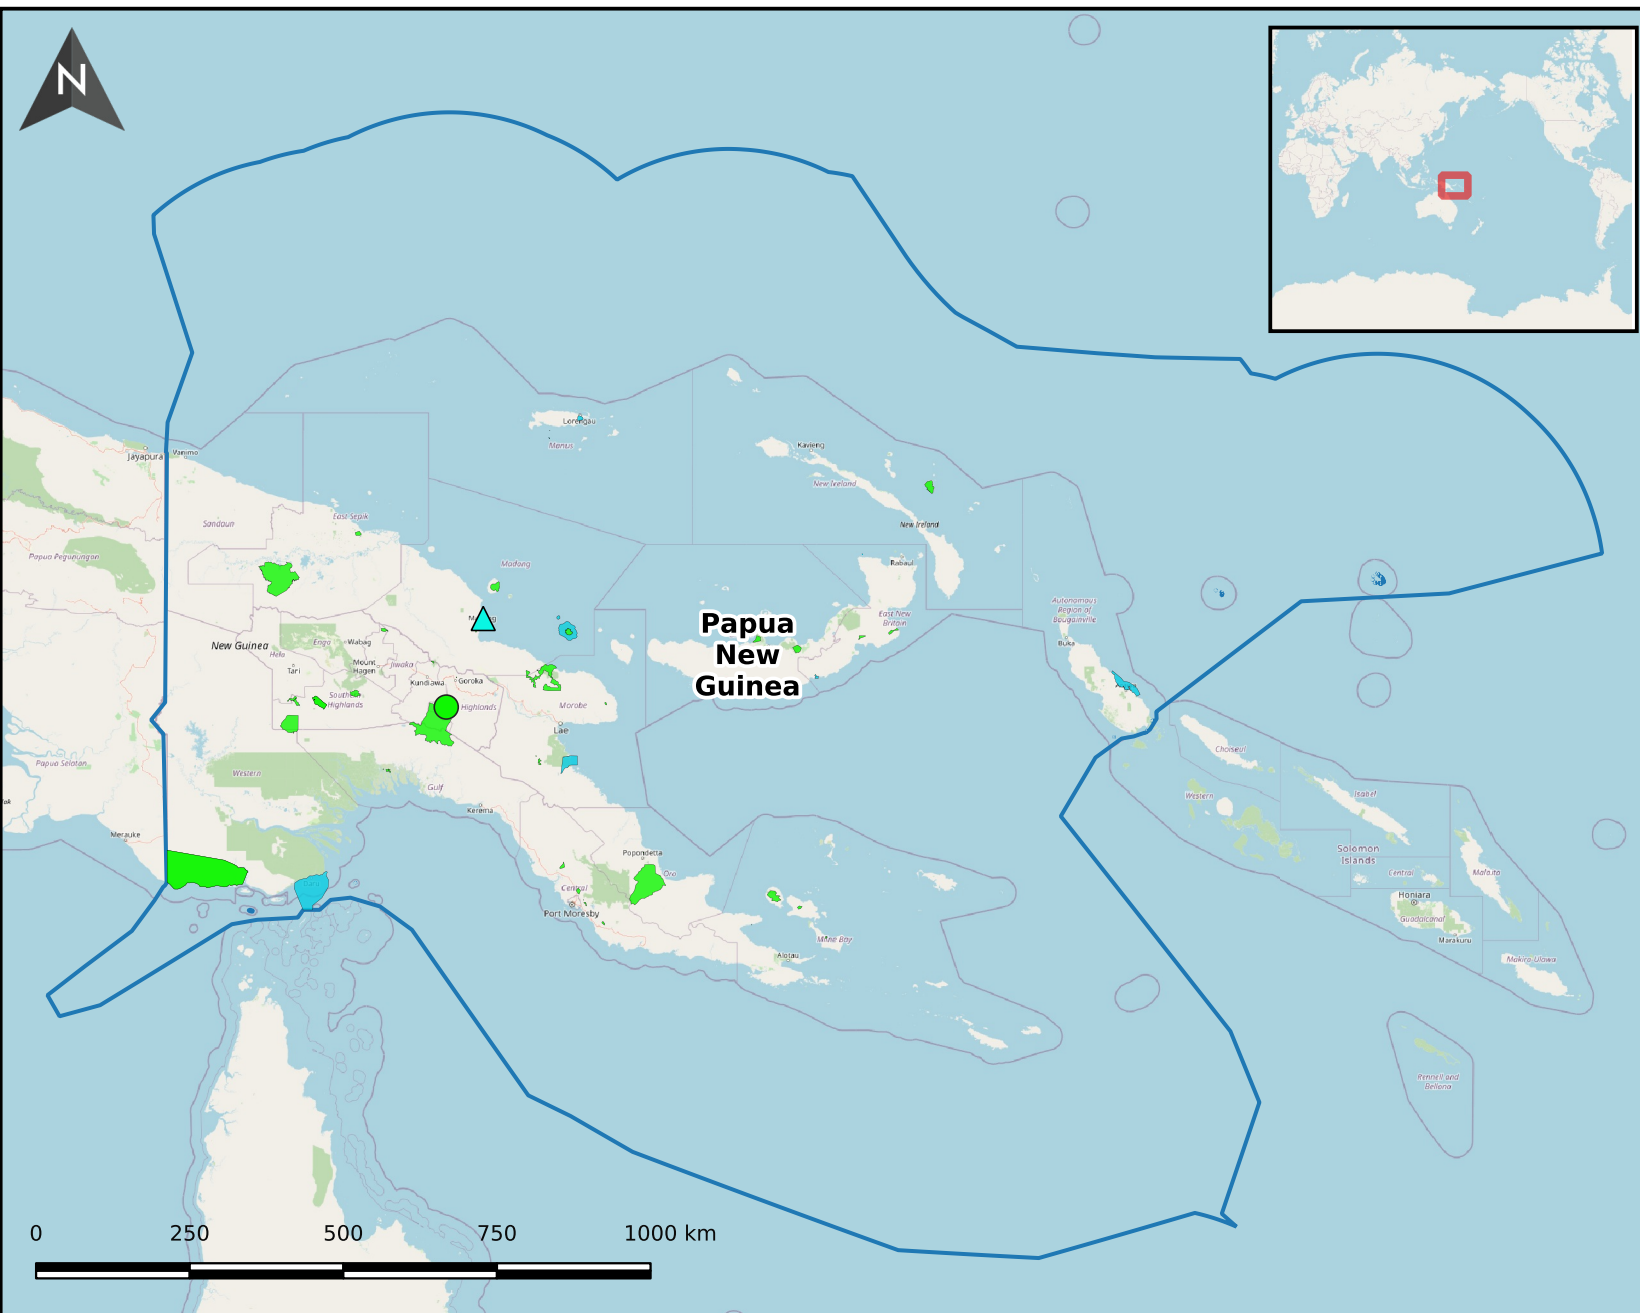 N
Lorengau
Manus
Kavieng
Jayapura
Vanimo
New Ireland
Sandaun
East Sepik
New Ireland
Papua Pegunungan
Madang
Rabaul
Autonomous
Region of
Bougainville
East New
Britain
Papua
New
Guinea
New Guinea
Enga
Wabag
Buka
Hela
Mount
Hagen
Jiwaka
Tari
Kundiawa
Goroka
Southern
Highlands
Highlands
Morobe
Lae
Choiseul
Papua Selatan
Western
Gulf
Kerema
Western
Isabel
Merauke
Popondetta
Solomon
Islands
Oro
Central
Malaita
Central
Honiara
Port Moresby
Guadalcanal
Milne Bay
Marakuru
Alotau
Makira-Ulawa
Rennell and
Bellona
0
250
500
750
1000 km